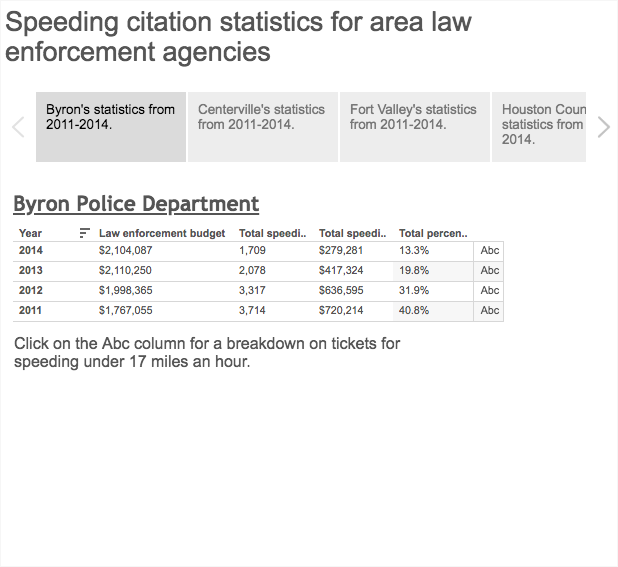 Speeding citation statistics for area law
enforcement agencies
Byron's statistics from
2011-2014.
Centerville's statistics
from 2011-2014.
Fort Valley's statistics
from 2011-2014.
Houston Coun
statistics from
2014.
Byron Police Department
Year Law enforcement budget Total speedi.. Total speedi.. Total percen..
2014 $2,104,087 1,709 $279,281 13.3% Abc
2013 $2,110,250 2,078 $417,324 19.8% Abc
2012 $1,998,365 3,317 $636,595 31.9% Abc
2011 $1,767,055 3,714 $720,214 40.8% Abc
Click on the Abc column for a breakdown on tickets for
speeding under 17 miles an hour.